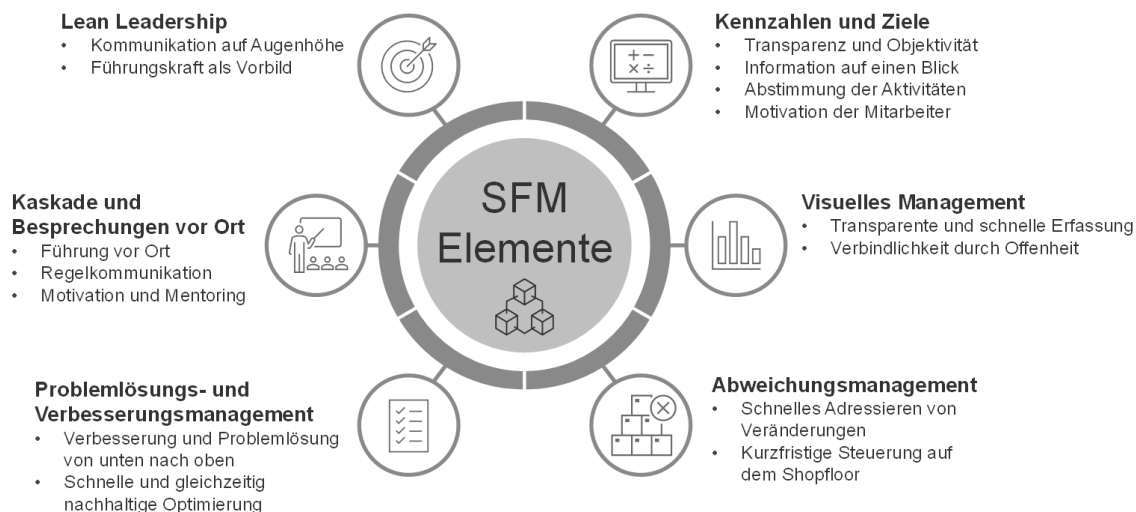 Lean Leadership
• Kommunikation auf Augenhöhe
• Führungskraft als Vorbild
Kennzahlen und Ziele
• Transparenz und Objektivität
• Information auf einen Blick
• Abstimmung der Aktivitäten
• Motivation der Mitarbeiter
+ −
× ÷
SFM
Elemente
Kaskade und
Besprechungen vor Ort
• Führung vor Ort
• Regelkommunikation
• Motivation und Mentoring
Visuelles Management
• Transparente und schnelle Erfassung
• Verbindlichkeit durch Offenheit
Problemlösungs- und
Verbesserungsmanagement
• Verbesserung und Problemlösung
von unten nach oben
• Schnelle und gleichzeitig
nachhaltige Optimierung
Abweichungsmanagement
• Schnelles Adressieren von
Veränderungen
• Kurzfristige Steuerung auf
dem Shopfloor